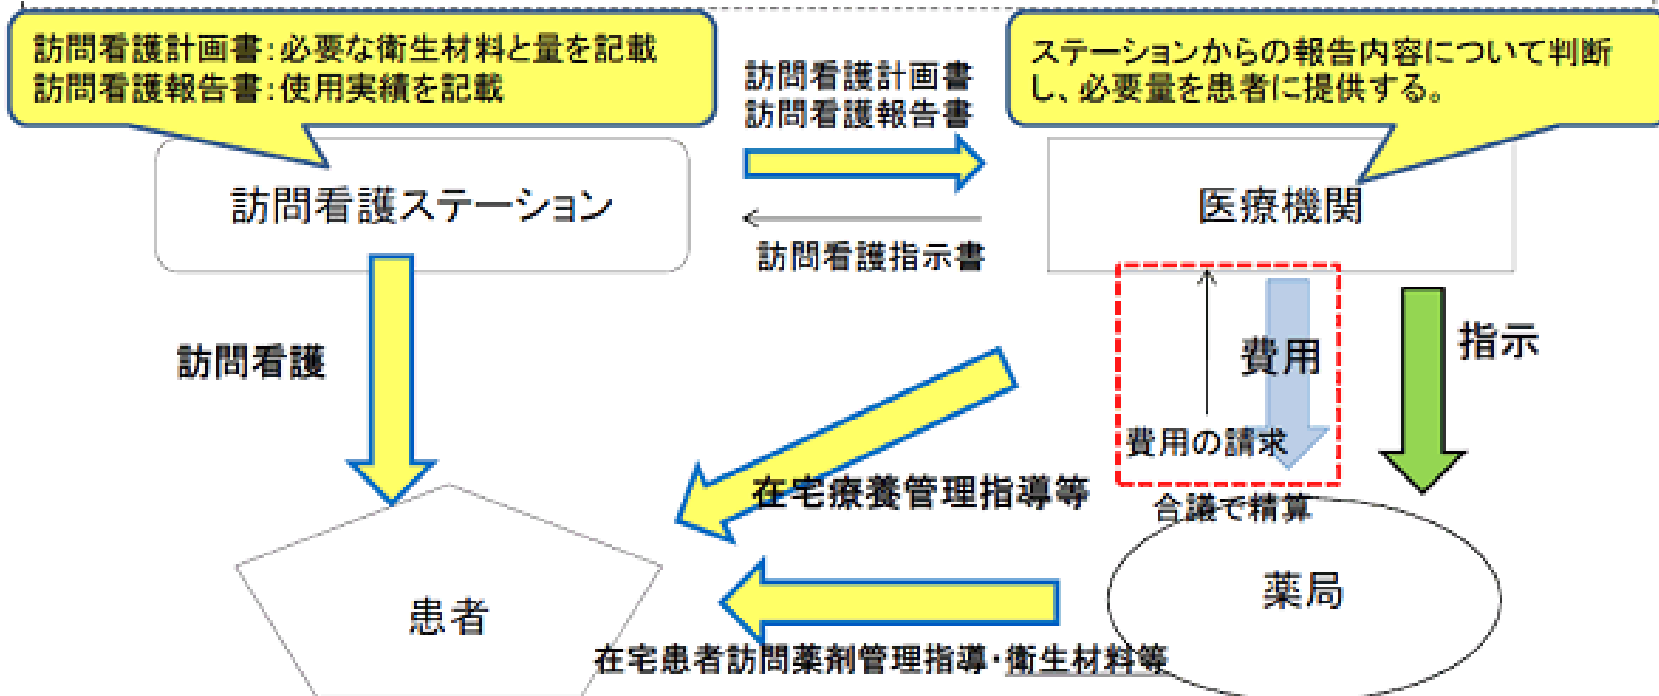 訪問看護計画書:必要な衛生材料と量を記載
訪問看護報告書:使用実績を記載
訪問看護計画書
訪問看護報告書
ステーションからの報告内容について判断
し、必要量を患者に提供する。
訪問看護ステーション
医療機関
訪問看護指示書
訪問看護
費用
指示
費用の請求
在宅療養管理指導等
合議で精算
患者
薬局
在宅患者訪問薬剤管理指導・衛生材料等